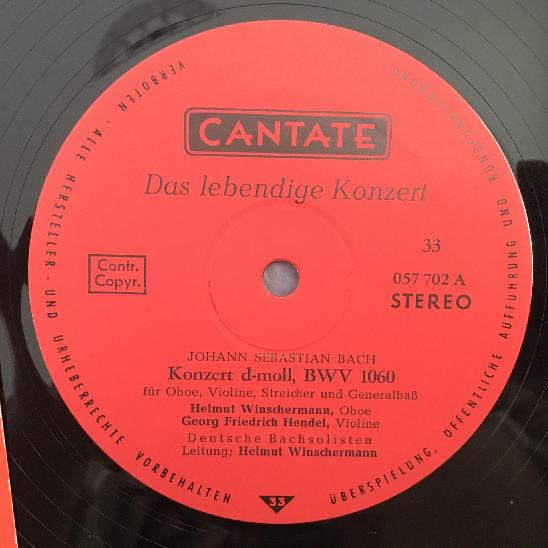 CANTATE
Das lebendige Konzert
33
Contr.
Copyr.
057 702 A
STEREO
JOHANN SEBASTIAN BACH
Konzert d-moll, BWV 1060
für Oboe, Violine, Streicher und Generalbaß
Helmut Winschermann, Oboe
Georg Friedrich Hendel, Violine
Deutsche Bachsolisten
Leitung: Helmut Winschermann
33
ALLE HERSTELLER- UND URHEBERRECHTE VORBEHALTEN
ÜBERSPIELUNG, ÖFFENTLICHE AUFFÜHRUNG UND RUNDFUNKSENDUNG
VERBOTEN ·